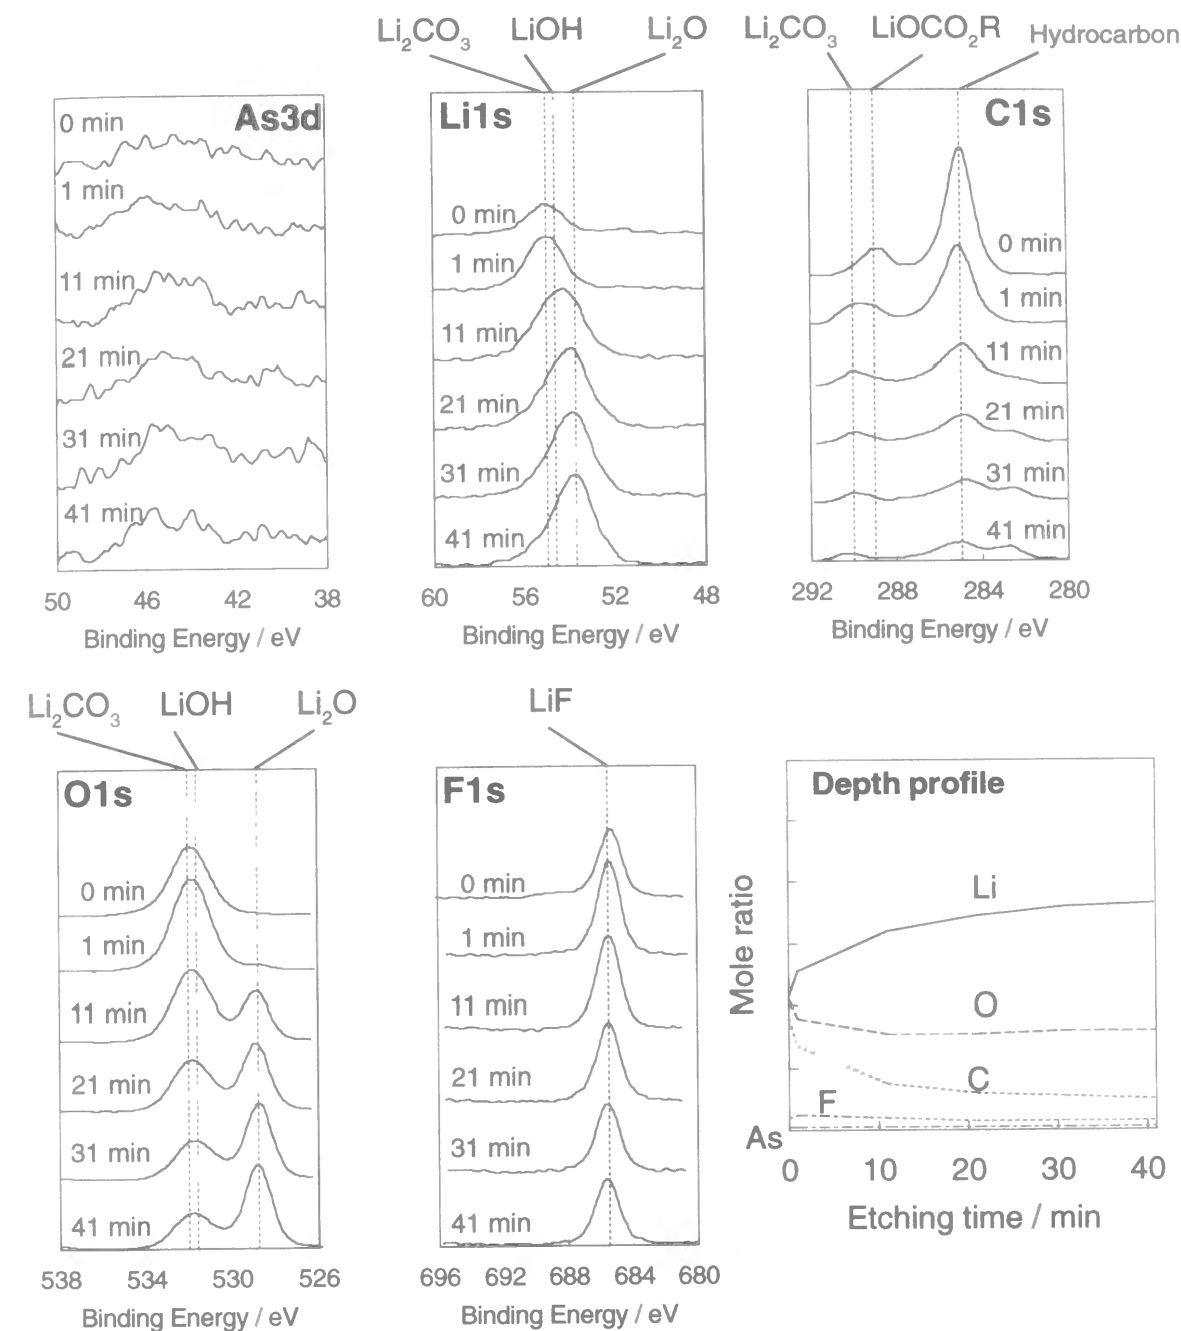 Li2CO3 LiOH Li2O Li2CO3 LiOCO2R Hydrocarbon
As3d
0 min
1 min
11 min
21 min
31 min
41 min
50 46 42 38
Binding Energy / eV
Li1s
0 min
1 min
11 min
21 min
31 min
41 min
60 56 52 48
Binding Energy / eV
C1s
0 min
1 min
11 min
21 min
31 min
41 min
292 288 284 280
Binding Energy / eV
Li2CO3 LiOH Li2O
O1s
0 min
1 min
11 min
21 min
31 min
41 min
538 534 530 526
Binding Energy / eV
LiF
F1s
0 min
1 min
11 min
21 min
31 min
41 min
696 692 688 684 680
Binding Energy / eV
Depth profile
Mole ratio
Li
O
C
F
As
0 10 20 30 40
Etching time / min